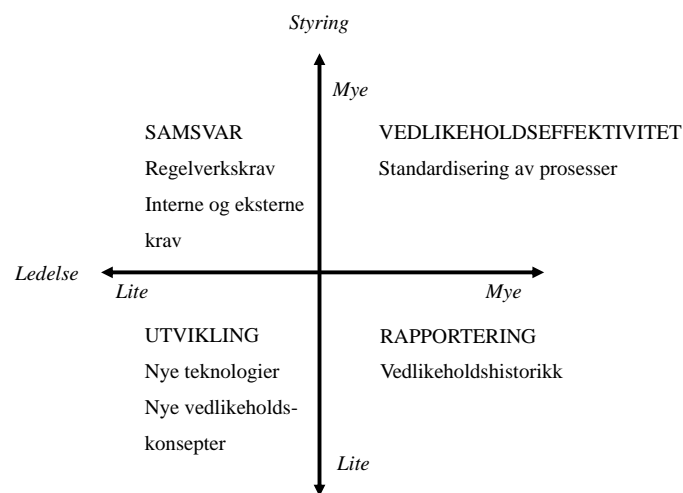 Styring
Mye
SAMSVAR
Regelverkskrav
Interne og eksterne
krav
VEDLIKEHOLDSEFFEKTIVITET
Standardisering av prosesser
Ledelse
Lite
Mye
UTVIKLING
Nye teknologier
Nye vedlikeholds-
konsepter
RAPPORTERING
Vedlikeholdshistorikk
Lite